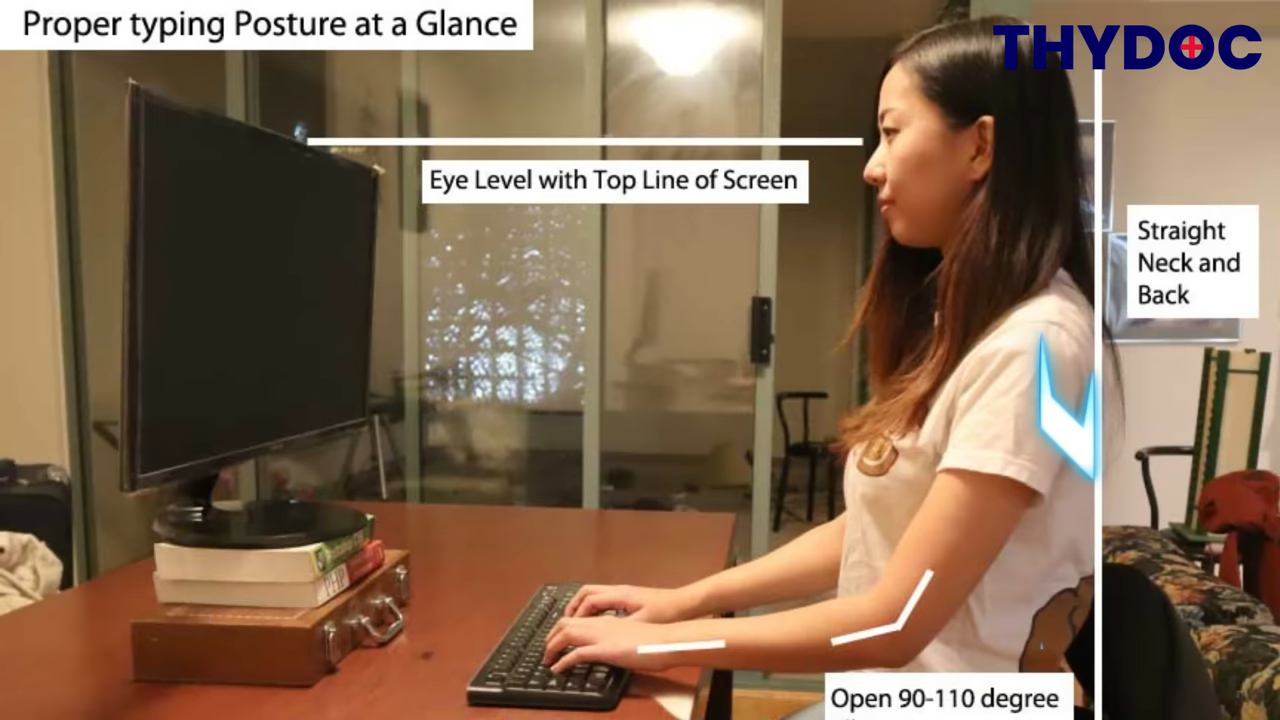 Proper typing Posture at a Glance
THYDOC
Eye Level with Top Line of Screen
Straight
Neck and
Back
PHP
Open 90-110 degree